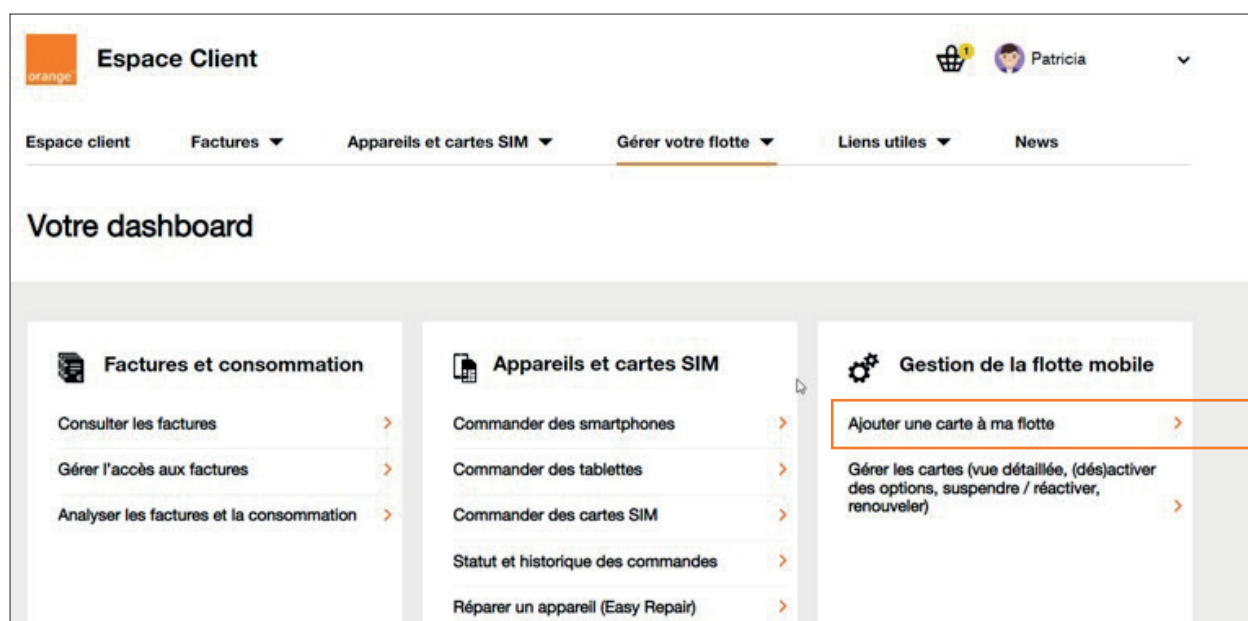 orange
Espace Client
1
Patricia
Espace client
Factures
Appareils et cartes SIM
Gérer votre flotte
Liens utiles
News
Votre dashboard
Factures et consommation
Consulter les factures
Gérer l'accès aux factures
Analyser les factures et la consommation
Appareils et cartes SIM
Commander des smartphones
Commander des tablettes
Commander des cartes SIM
Statut et historique des commandes
Réparer un appareil (Easy Repair)
Gestion de la flotte mobile
Ajouter une carte à ma flotte
Gérer les cartes (vue détaillée, (dés)activer
des options, suspendre / réactiver,
renouveler)